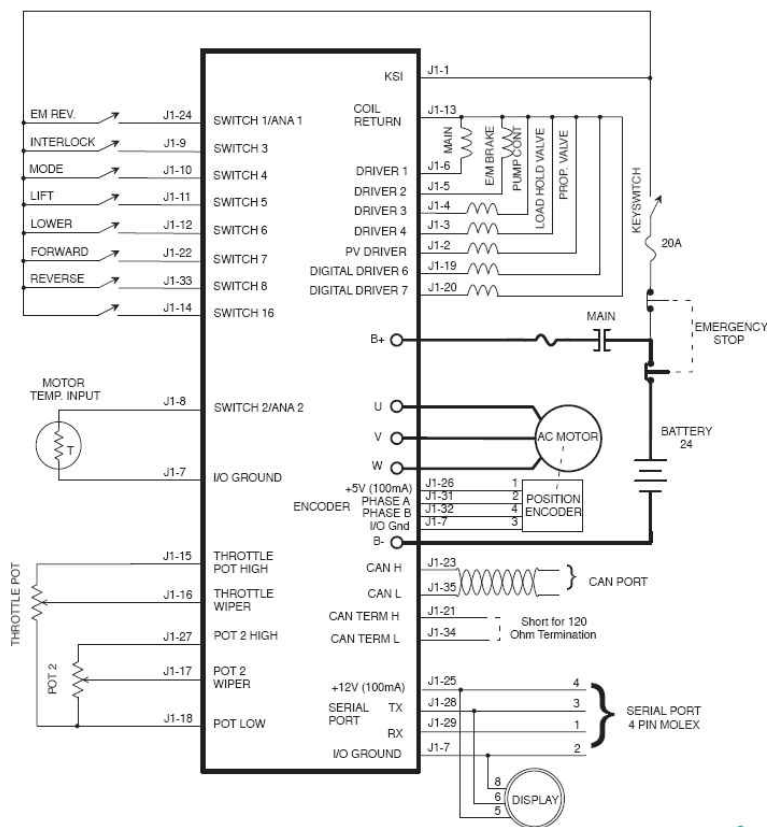 KSI
J1-1
COIL
RETURN
J1-13
EM REV.
J1-24
SWITCH 1/ANA 1
INTERLOCK
J1-9
SWITCH 3
MODE
J1-10
SWITCH 4
LIFT
J1-11
SWITCH 5
LOWER
J1-12
SWITCH 6
FORWARD
J1-22
SWITCH 7
REVERSE
J1-33
SWITCH 8
J1-14
SWITCH 16
MAIN
E/M BRAKE
PUMP CONT
LOAD HOLD VALVE
PROP. VALVE
DRIVER 1
J1-6
DRIVER 2
J1-5
DRIVER 3
J1-4
DRIVER 4
J1-3
PV DRIVER
J1-2
DIGITAL DRIVER 6
J1-19
DIGITAL DRIVER 7
J1-20
KEYSWITCH
20A
B+
MAIN
EMERGENCY
STOP
MOTOR
TEMP. INPUT
J1-8
SWITCH 2/ANA 2
T
J1-7
I/O GROUND
U
V
W
AC MOTOR
BATTERY
24
ENCODER
+5V (100mA)
J1-26
1
PHASE A
J1-31
2
PHASE B
J1-32
4
I/O Gnd
J1-7
3
POSITION
ENCODER
B-
THROTTLE POT
J1-15
THROTTLE
POT HIGH
J1-16
THROTTLE
WIPER
POT 2
J1-27
POT 2 HIGH
J1-17
POT 2
WIPER
J1-18
POT LOW
CAN H
J1-23
CAN L
J1-35
CAN PORT
CAN TERM H
J1-21
CAN TERM L
J1-34
Short for 120
Ohm Termination
+12V (100mA)
J1-25
4
SERIAL
PORT
TX
J1-28
3
RX
J1-29
1
I/O GROUND
J1-7
2
SERIAL PORT
4 PIN MOLEX
8
6
5
DISPLAY